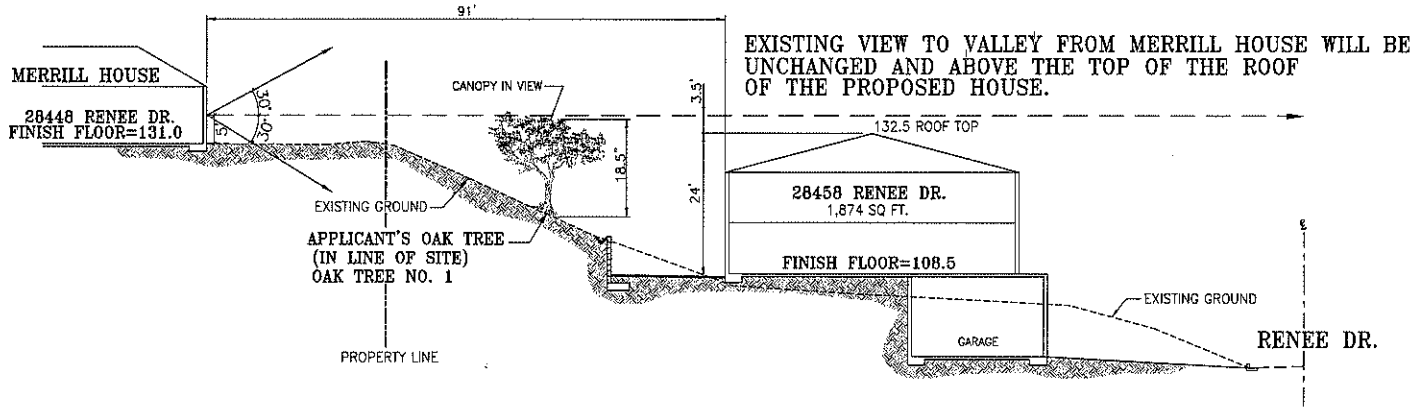 91'
EXISTING VIEW TO VALLEY FROM MERRILL HOUSE WILL BE
UNCHANGED AND ABOVE THE TOP OF THE ROOF
OF THE PROPOSED HOUSE.
MERRILL HOUSE
28448 RENEE DR.
FINISH FLOOR=131.0
30°
30°
5'
CANOPY IN VIEW
3.5'
132.5 ROOF TOP
18.5"
24'
28458 RENEE DR.
1,874 SQ FT.
EXISTING GROUND
APPLICANT'S OAK TREE
(IN LINE OF SITE)
OAK TREE NO. 1
FINISH FLOOR=108.5
EXISTING GROUND
GARAGE
RENEE DR.
PROPERTY LINE